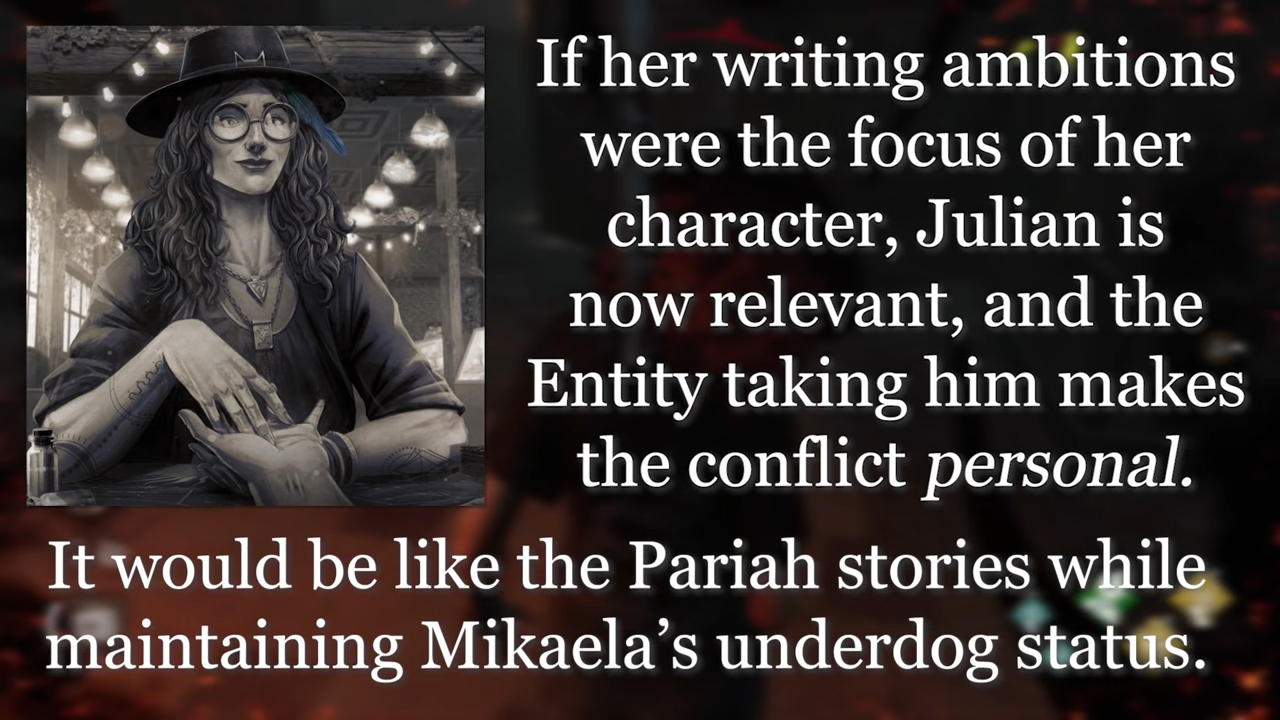 If her writing ambitions
were the focus of her
character, Julian is
now relevant, and the
Entity taking him makes
the conflict personal.
It would be like the Pariah stories while
maintaining Mikaela’s underdog status.